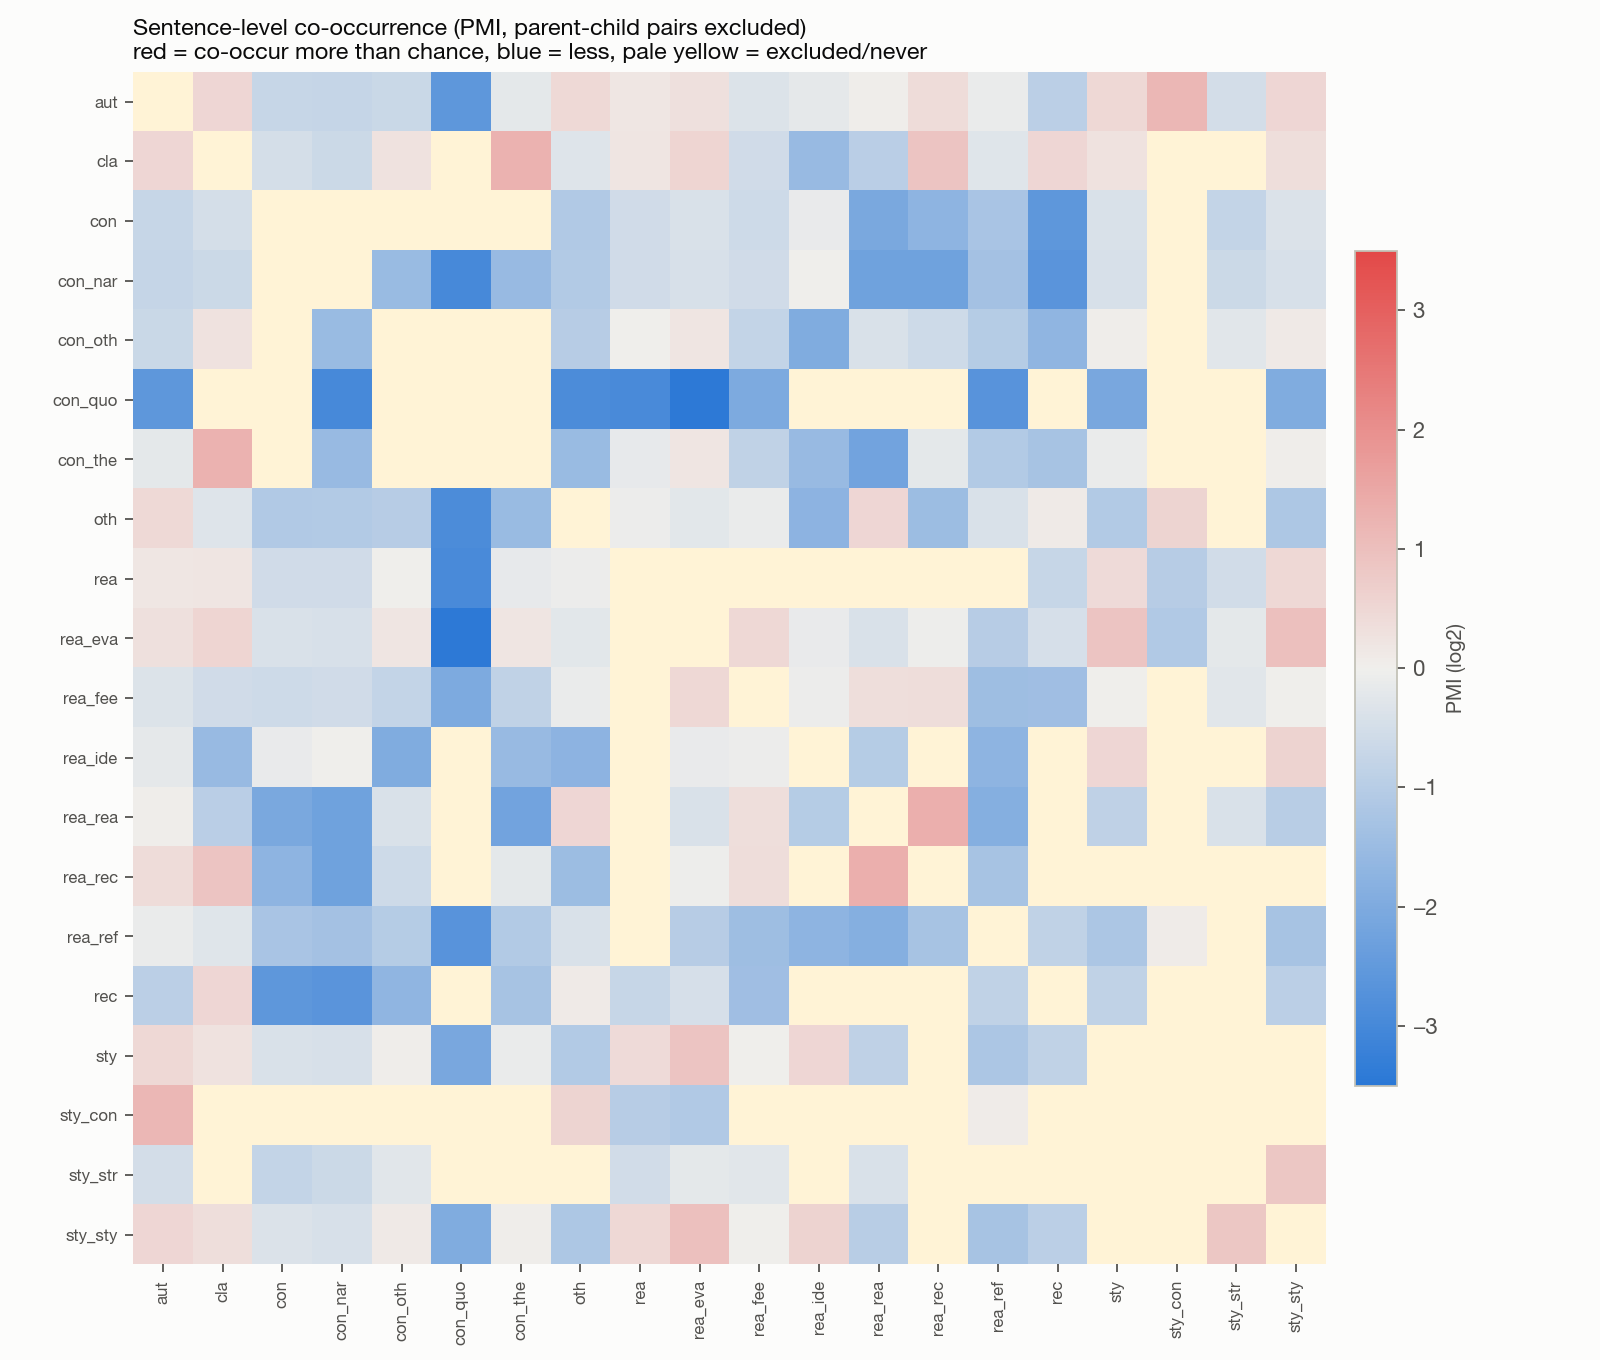 Sentence-level co-occurrence (PMI, parent-child pairs excluded)
red = co-occur more than chance, blue = less, pale yellow = excluded/never
aut
cla
con
con_nar
con_oth
con_quo
con_the
oth
rea
rea_eva
rea_fee
rea_ide
rea_rea
rea_rec
rea_ref
rec
sty
sty_con
sty_str
sty_sty
aut
cla
con
con_nar
con_oth
con_quo
con_the
oth
rea
rea_eva
rea_fee
rea_ide
rea_rea
rea_rec
rea_ref
rec
sty
sty_con
sty_str
sty_sty
3
2
1
0
−1
−2
−3
PMI (log2)